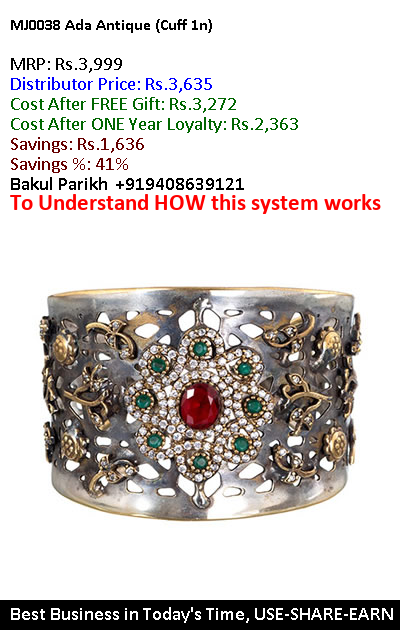 MJ0038 Ada Antique (Cuff 1n)
MRP: Rs.3,999
Distributor Price: Rs.3,635
Cost After FREE Gift: Rs.3,272
Cost After ONE Year Loyalty: Rs.2,363
Savings: Rs.1,636
Savings %: 41%
Bakul Parikh +919408639121
To Understand HOW this system works
Best Business in Today's Time, USE-SHARE-EARN